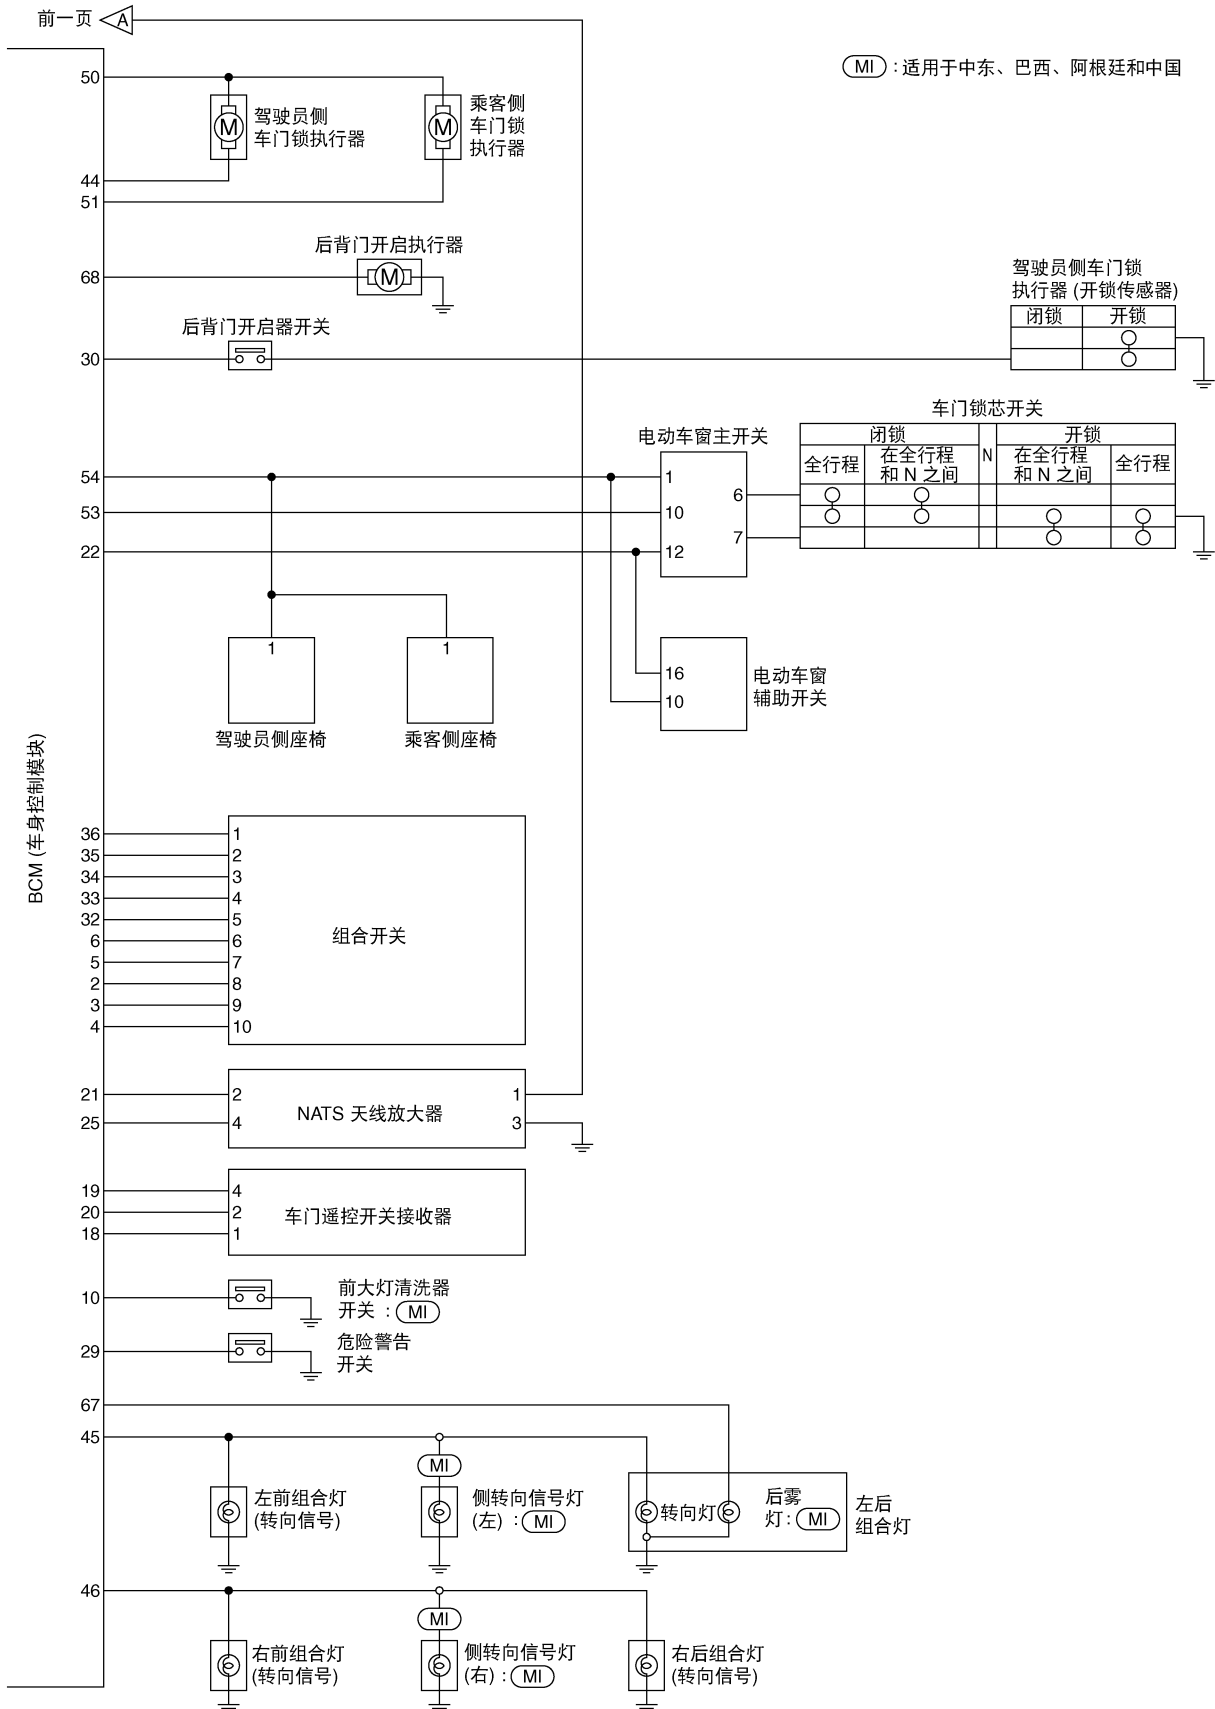 前一页 A
MI :适用于中东、巴西、阿根廷和中国
50
M
驾驶员侧
车门锁执行器
M
乘客侧
车门锁
执行器
44
51
后背门开启执行器
68
M
驾驶员侧车门锁
执行器 (开锁传感器)
闭锁 开锁
后背门开启器开关
30
车门锁芯开关
闭锁 N 开锁
全行程
在全行程
和 N 之间
在全行程
和 N 之间
全行程
电动车窗主开关
54
1
6
53
10
7
22
12
1
驾驶员侧座椅
1
乘客侧座椅
16
10
电动车窗
辅助开关
BCM (车身控制模块)
36 1
35 2
34 3
33 4
32 5
6 6
5 7
2 8
3 9
4 10
组合开关
21 2 1
25 4 3
NATS 天线放大器
19 4
20 2
18 1
车门遥控开关接收器
10
前大灯清洗器
开关 : MI
29
危险警告
开关
67
45
左前组合灯
(转向信号)
MI
侧转向信号灯
(左) : MI
转向灯
后雾
灯: MI
左后
组合灯
46
右前组合灯
(转向信号)
MI
侧转向信号灯
(右) : MI
右后组合灯
(转向信号)